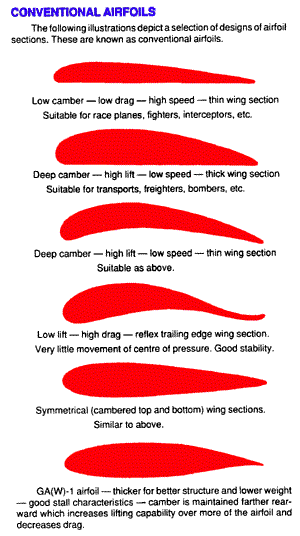 CONVENTIONAL AIRFOILS
The following illustrations depict a selection of designs of airfoil
sections. These are known as conventional airfoils.
Low camber — low drag — high speed — thin wing section
Suitable for race planes, fighters, interceptors, etc.
Deep camber — high lift — low speed — thick wing section
Suitable for transports, freighters, bombers, etc.
Deep camber — high lift — low speed — thin wing section
Suitable as above.
Low lift — high drag — reflex trailing edge wing section.
Very little movement of centre of pressure. Good stability.
Symmetrical (cambered top and bottom) wing sections.
Similar to above.
GA(W)-1 airfoil — thicker for better structure and lower weight
— good stall characteristics — camber is maintained farther rear-
ward which increases lifting capability over more of the airfoil and
decreases drag.